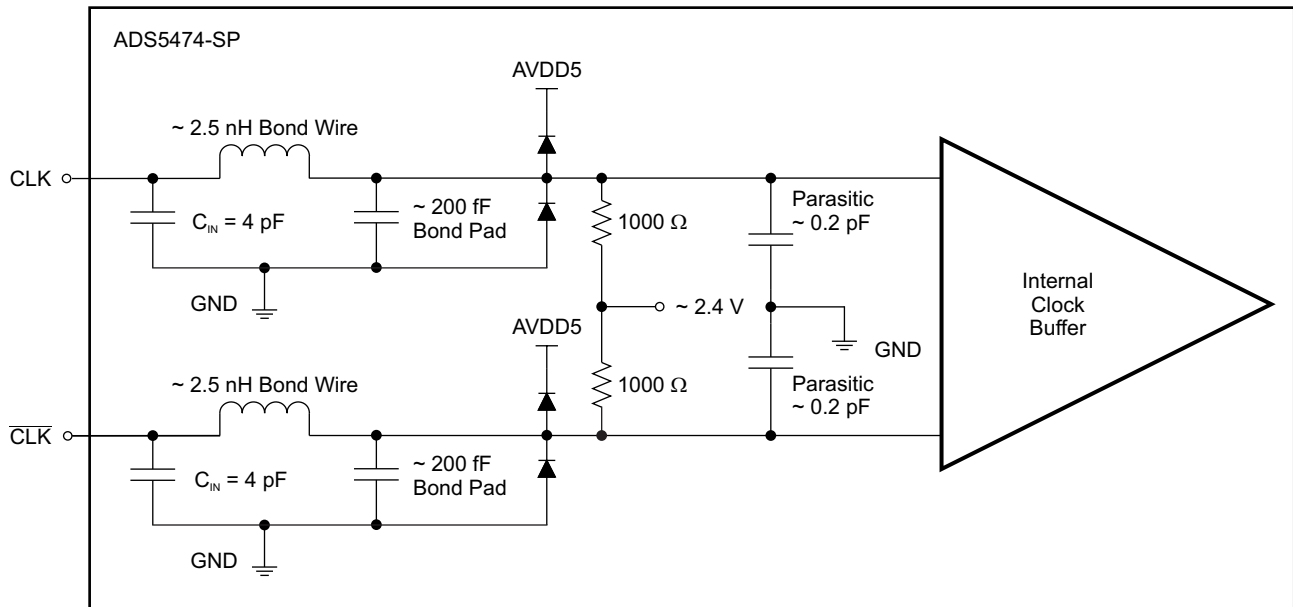 ADS5474-SP
AVDD5
~ 2.5 nH Bond Wire
CLK
C_IN = 4 pF
~ 200 fF
Bond Pad
1000 Ω
Parasitic
~ 0.2 pF
GND
~ 2.4 V
Internal
Clock
Buffer
AVDD5
GND
~ 2.5 nH Bond Wire
1000 Ω
Parasitic
~ 0.2 pF
C̅L̅K̅
C_IN = 4 pF
~ 200 fF
Bond Pad
GND